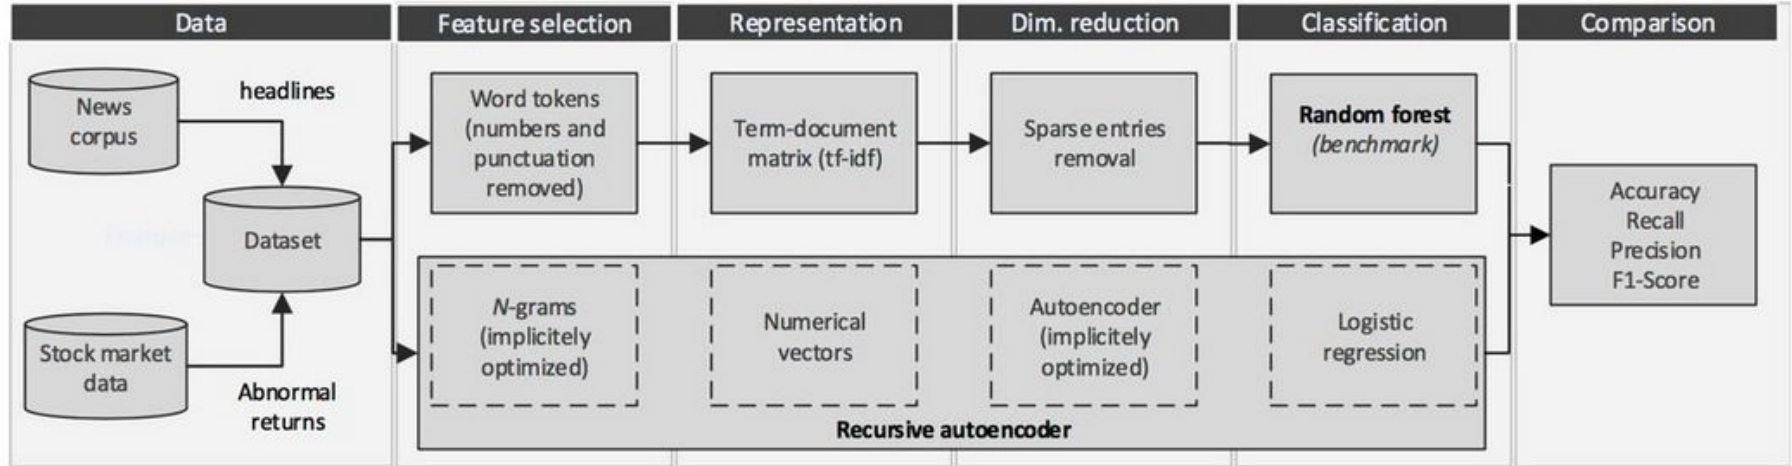 Data
Feature selection
Representation
Dim. reduction
Classification
Comparison
News
corpus
headlines
Dataset
Stock market
data
Abnormal
returns
Word tokens
(numbers and
punctuation
removed)
Term-document
matrix (tf-idf)
Sparse entries
removal
Random forest
(benchmark)
N-grams
(implicitely
optimized)
Numerical
vectors
Autoencoder
(implicitely
optimized)
Logistic
regression
Recursive autoencoder
Accuracy
Recall
Precision
F1-Score